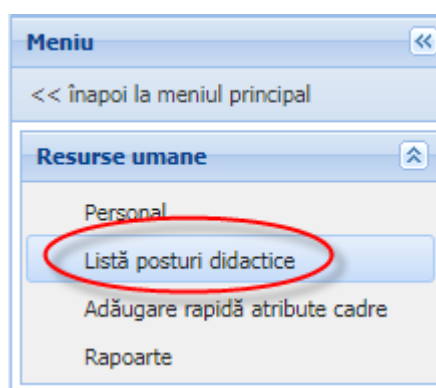 Meniu
<< înapoi la meniul principal
Resurse umane
Personal
Listă posturi didactice
Adăugare rapidă atribute cadre
Rapoarte